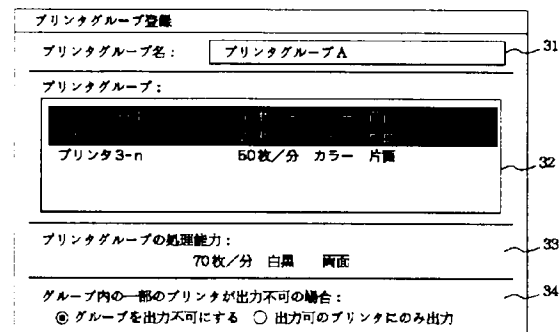 プリンタグループ登録
プリンタグループ名： プリンタグループA 31
プリンタグループ：
プリンタ3-n 50枚／分 カラー 片面
32
プリンタグループの処理能力：
33
70枚／分 白黒 両面
グループ内の一部のプリンタが出力不可の場合： 34
◉ グループを出力不可にする ○ 出力可のプリンタにのみ出力